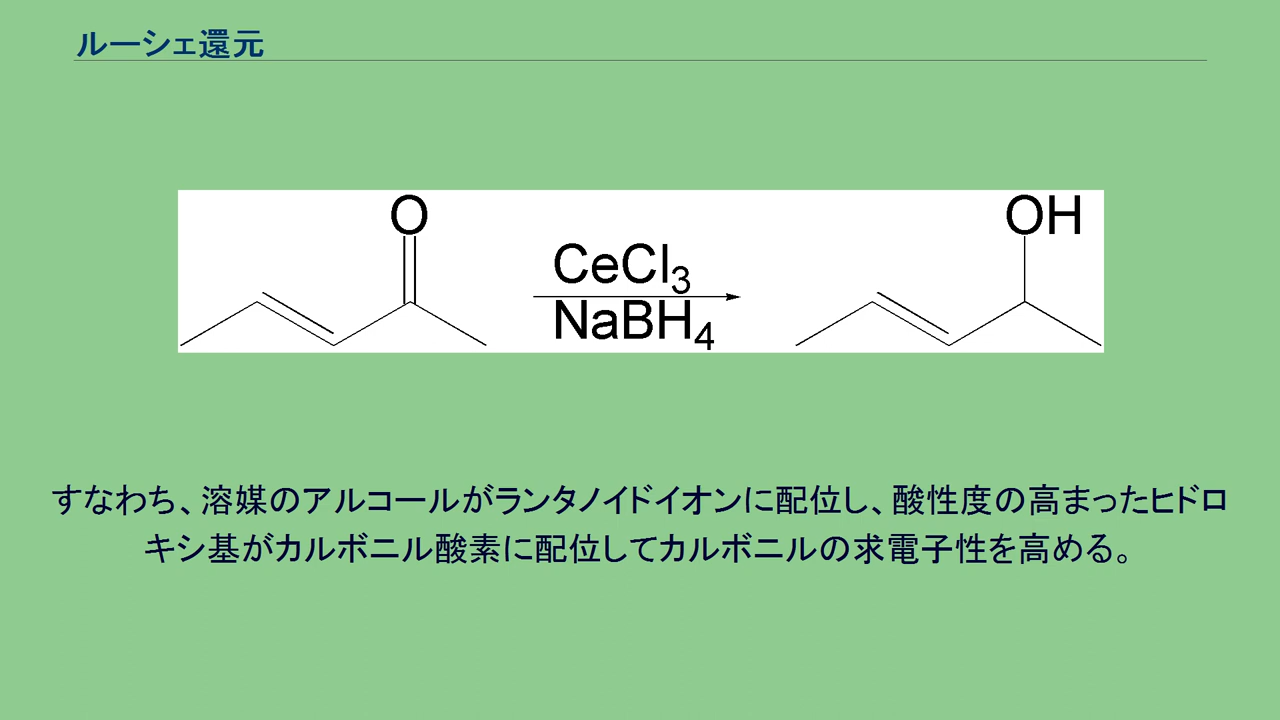 ルーシェ還元
O
OH
CeCl3
NaBH4
すなわち、溶媒のアルコールがランタノイドイオンに配位し、酸性度の高まったヒドロ
キシ基がカルボニル酸素に配位してカルボニルの求電子性を高める。